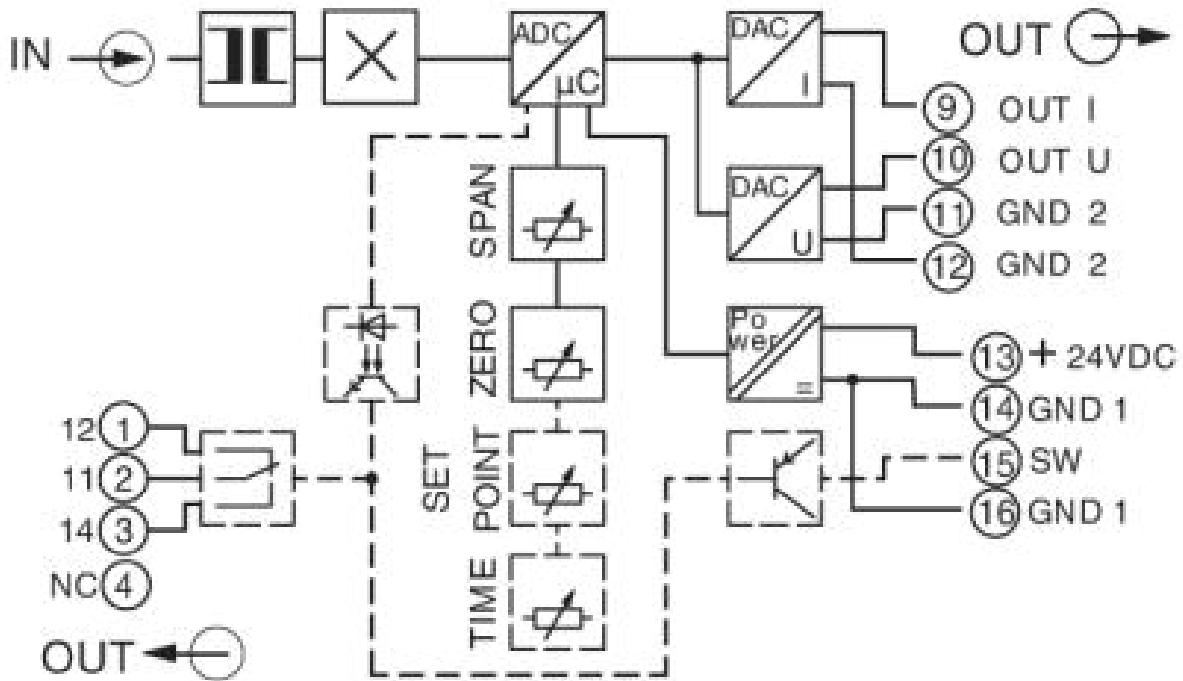 IN
ADC
µC
DAC
I
OUT
9 OUT I
10 OUT U
11 GND 2
12 GND 2
DAC
U
SPAN
ZERO
SET
POINT
TIME
Po
wer
=
13 + 24VDC
14 GND 1
15 SW
16 GND 1
12 1
11 2
14 3
NC 4
OUT